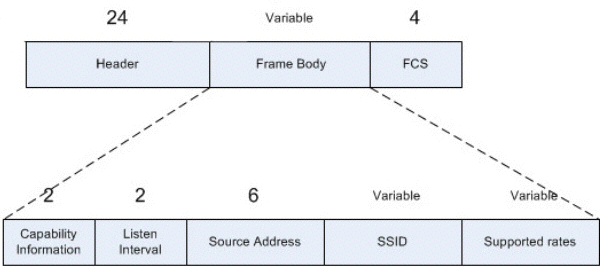 24 Variable 4
Header Frame Body FCS
2 2 6 Variable Variable
Capability Information Listen Interval Source Address SSID Supported rates